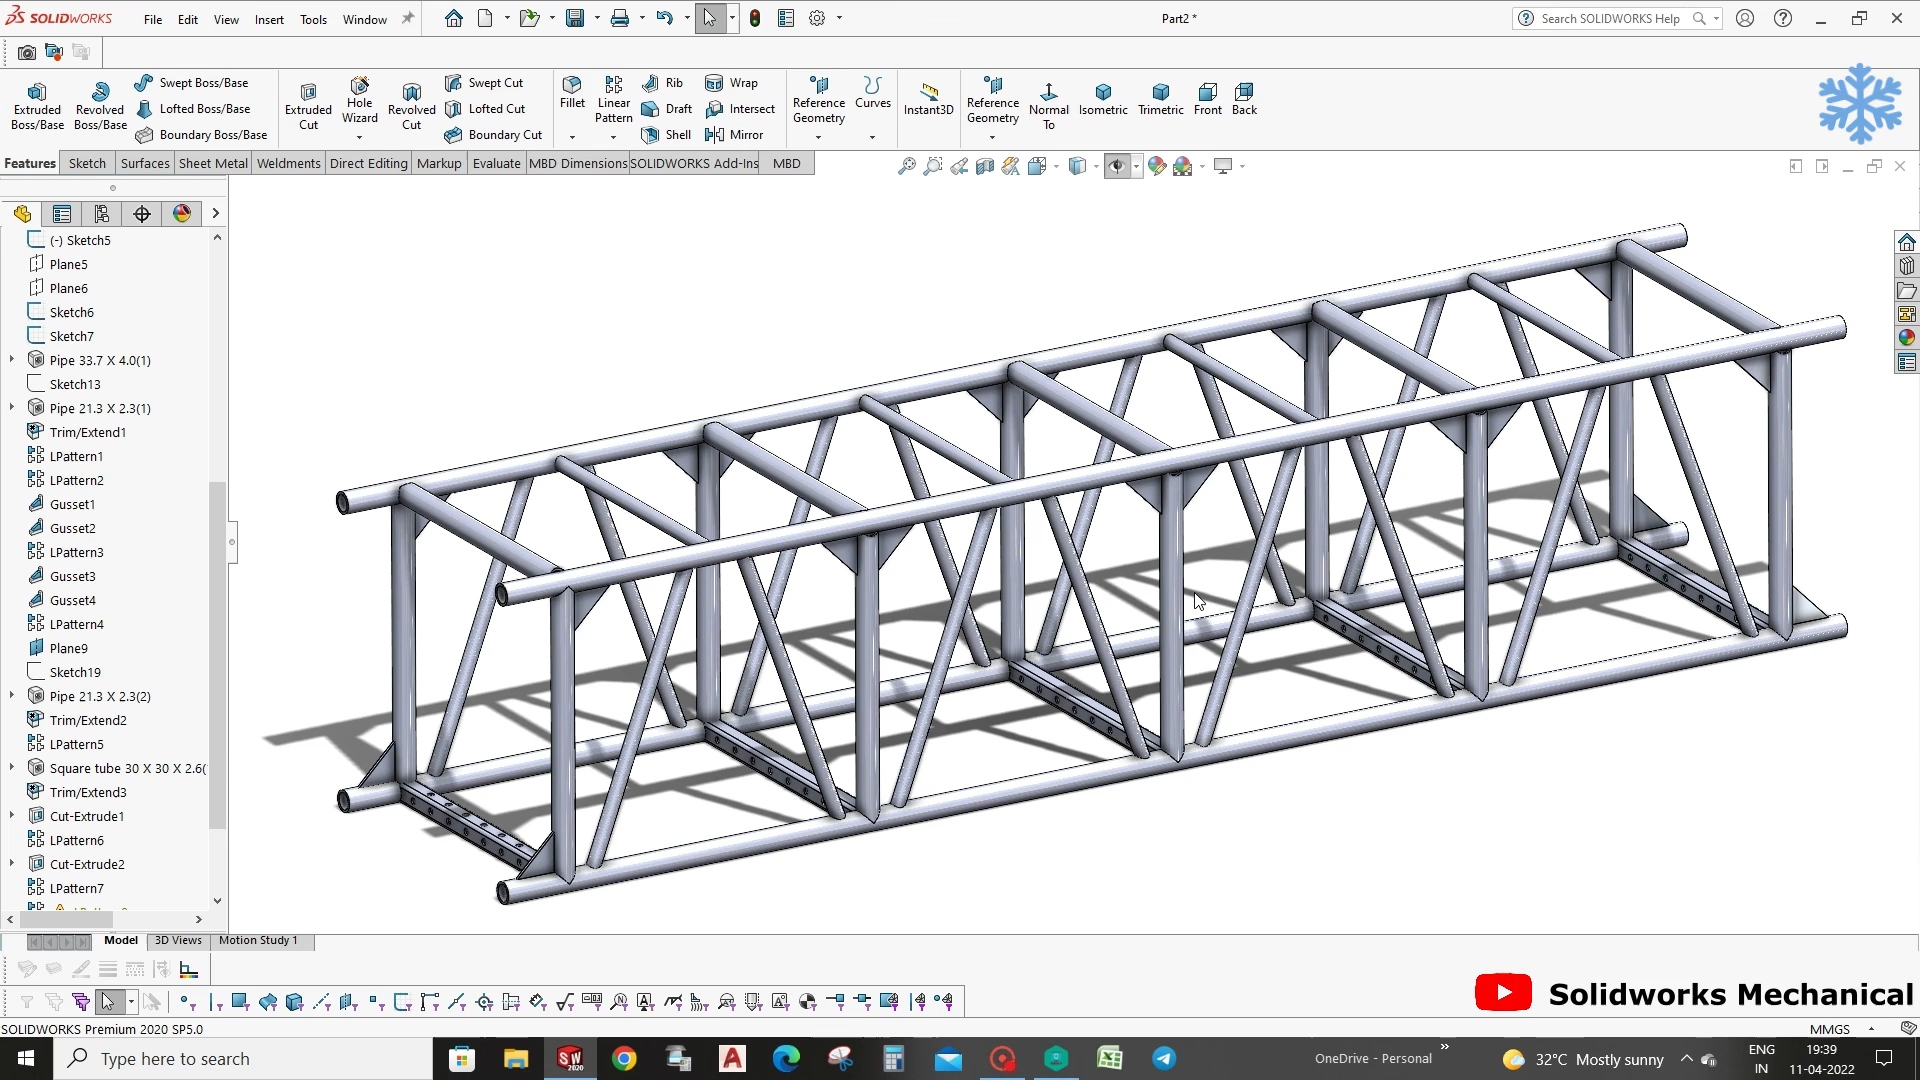 SOLIDWORKS
File Edit View Insert Tools Window
Part2 *
Search SOLIDWORKS Help
Extruded Boss/Base
Revolved Boss/Base
Swept Boss/Base
Lofted Boss/Base
Boundary Boss/Base
Extruded Cut
Hole Wizard
Revolved Cut
Swept Cut
Lofted Cut
Boundary Cut
Fillet
Linear Pattern
Rib
Draft
Shell
Wrap
Intersect
Mirror
Reference Geometry
Curves
Instant3D
Reference Geometry
Normal To
Isometric
Trimetric
Front
Back
Features Sketch Surfaces Sheet Metal Weldments Direct Editing Markup Evaluate MBD Dimensions SOLIDWORKS Add-Ins MBD
(-) Sketch5
Plane5
Plane6
Sketch6
Sketch7
Pipe 33.7 X 4.0(1)
Sketch13
Pipe 21.3 X 2.3(1)
Trim/Extend1
LPattern1
LPattern2
Gusset1
Gusset2
LPattern3
Gusset3
Gusset4
LPattern4
Plane9
Sketch19
Pipe 21.3 X 2.3(2)
Trim/Extend2
LPattern5
Square tube 30 X 30 X 2.6(
Trim/Extend3
Cut-Extrude1
LPattern6
Cut-Extrude2
LPattern7
Model 3D Views Motion Study 1
Solidworks Mechanical
SOLIDWORKS Premium 2020 SP5.0
MMGS
Type here to search
OneDrive - Personal
32°C Mostly sunny
ENG
IN
19:39
11-04-2022